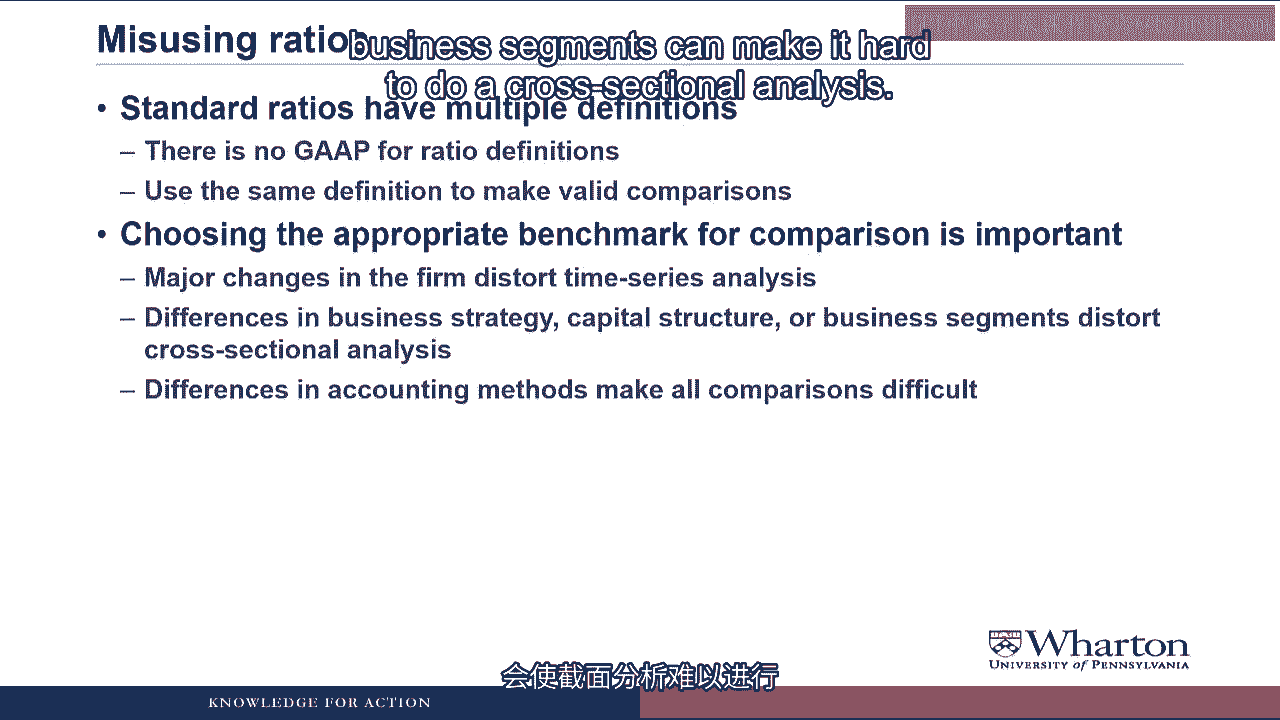 Misusing ratio
business segments can make it hard
to do a cross-sectional analysis.
• Standard ratios have multiple definitions
– There is no GAAP for ratio definitions
– Use the same definition to make valid comparisons
• Choosing the appropriate benchmark for comparison is important
– Major changes in the firm distort time-series analysis
– Differences in business strategy, capital structure, or business segments distort
cross-sectional analysis
– Differences in accounting methods make all comparisons difficult
Wharton
UNIVERSITY of PENNSYLVANIA
会使截面分析难以进行
KNOWLEDGE FOR ACTION